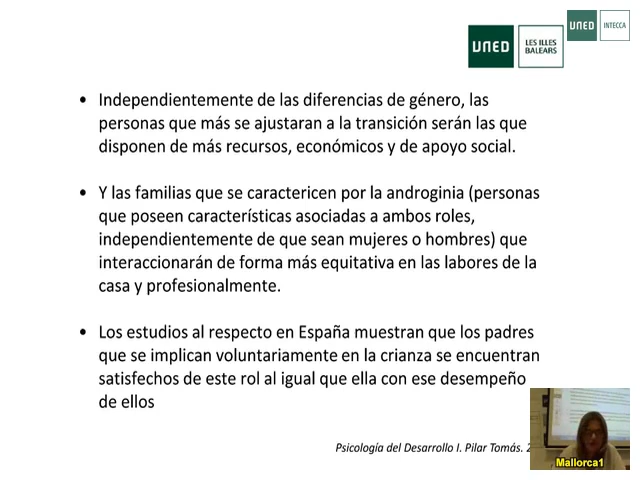 UNED
INTECCA
UNED
LES ILLES
BALEARS
• Independientemente de las diferencias de género, las
personas que más se ajustaran a la transición serán las que
disponen de más recursos, económicos y de apoyo social.
• Y las familias que se caractericen por la androginia (personas
que poseen características asociadas a ambos roles,
independientemente de que sean mujeres o hombres) que
interaccionarán de forma más equitativa en las labores de la
casa y profesionalmente.
• Los estudios al respecto en España muestran que los padres
que se implican voluntariamente en la crianza se encuentran
satisfechos de este rol al igual que ella con ese desempeño
de ellos
Psicología del Desarrollo I. Pilar Tomás. 2
Mallorca1